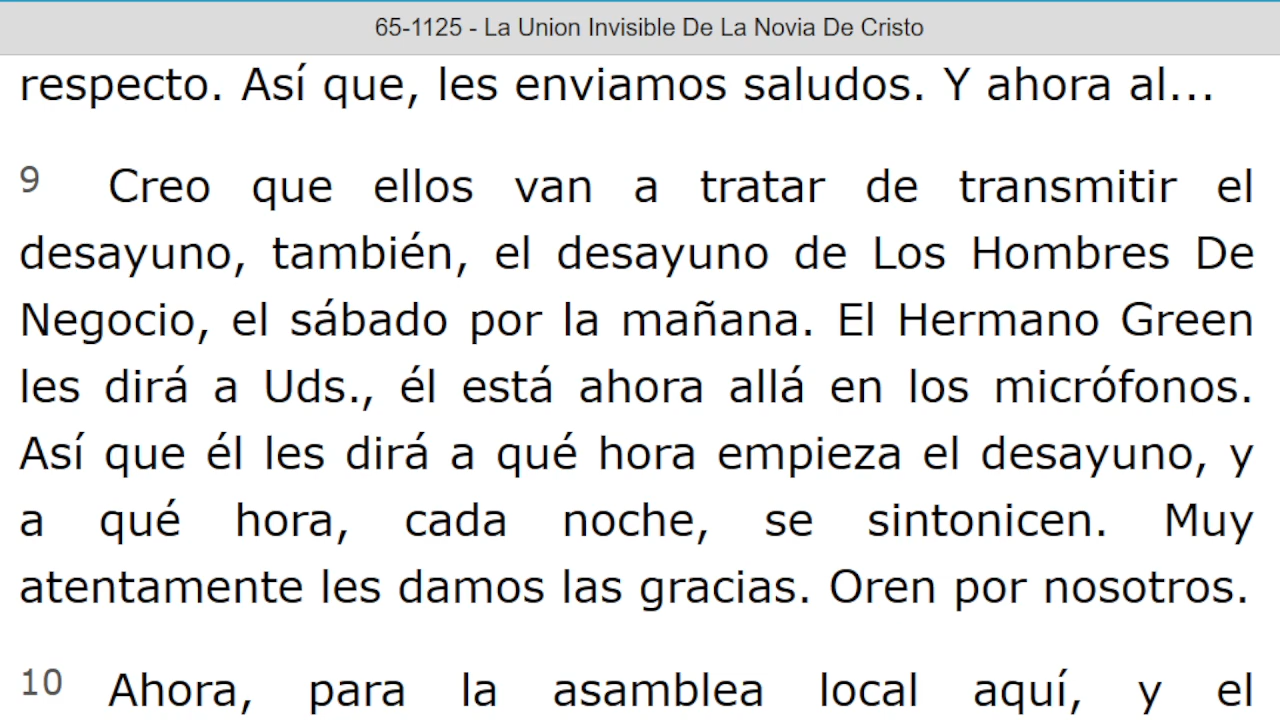 65-1125 - La Union Invisible De La Novia De Cristo
respecto. Así que, les enviamos saludos. Y ahora al...
9 Creo que ellos van a tratar de transmitir el
desayuno, también, el desayuno de Los Hombres De
Negocio, el sábado por la mañana. El Hermano Green
les dirá a Uds., él está ahora allá en los micrófonos.
Así que él les dirá a qué hora empieza el desayuno, y
a qué hora, cada noche, se sintonicen. Muy
atentamente les damos las gracias. Oren por nosotros.
10 Ahora, para la asamblea local aquí, y el